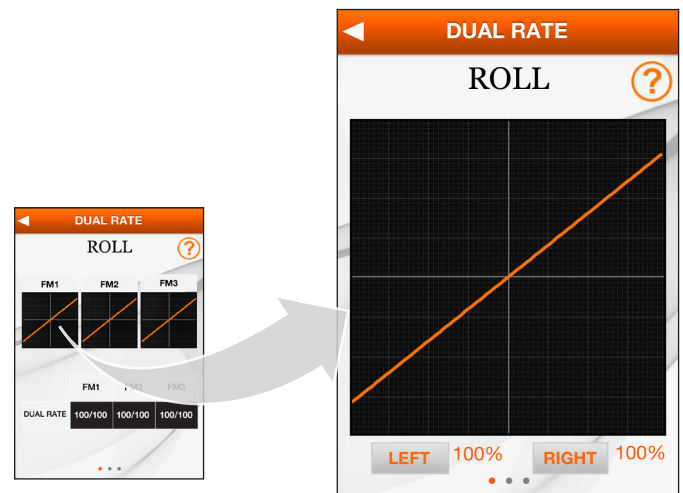 DUAL RATE
ROLL
?
FM1 FM2 FM3
FM1 FM2 FM3
DUAL RATE 100/100 100/100 100/100
DUAL RATE
ROLL
?
LEFT 100% RIGHT 100%